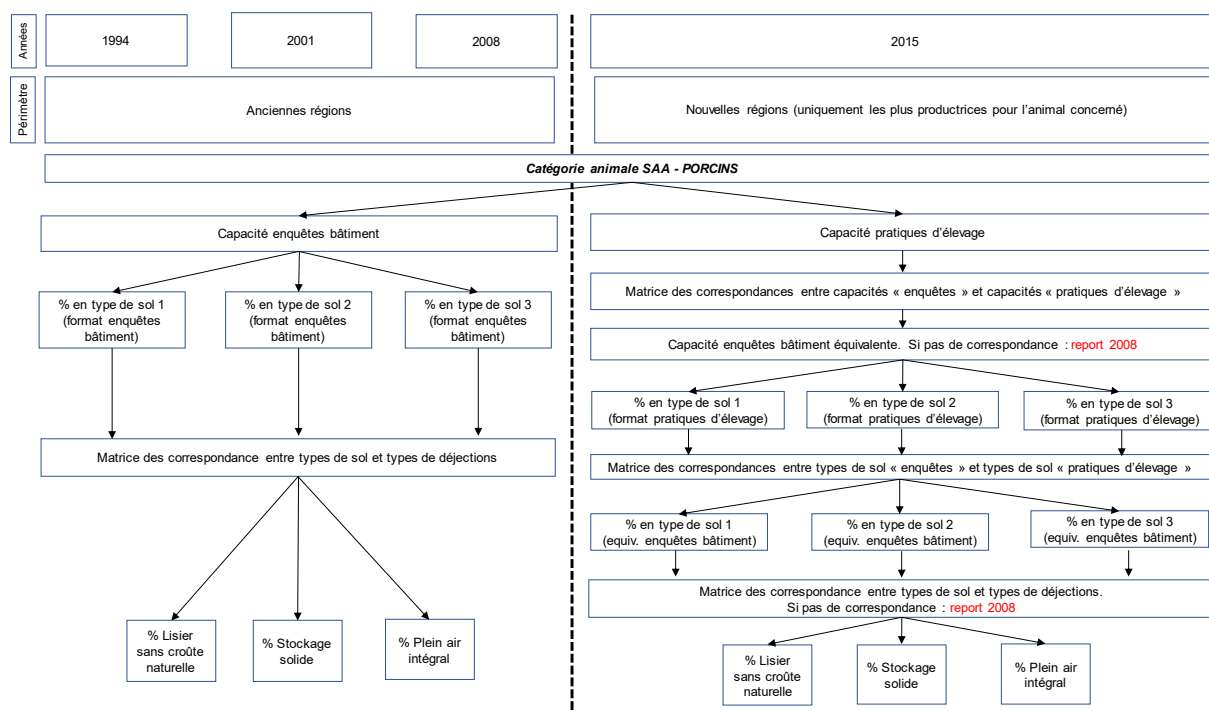 Années
1994
2001
2008
2015
Périmètre
Anciennes régions
Nouvelles régions (uniquement les plus productrices pour l'animal concerné)
Catégorie animale SAA - PORCINS
Capacité enquêtes bâtiment
% en type de sol 1
(format enquêtes
bâtiment)
% en type de sol 2
(format enquêtes
bâtiment)
% en type de sol 3
(format enquêtes
bâtiment)
Matrice des correspondance entre types de sol et types de déjections
% Lisier
sans croûte
naturelle
% Stockage
solide
% Plein air
intégral
Capacité pratiques d'élevage
Matrice des correspondances entre capacités « enquêtes » et capacités « pratiques d'élevage »
Capacité enquêtes bâtiment équivalente. Si pas de correspondance : report 2008
% en type de sol 1
(format pratiques d'élevage)
% en type de sol 2
(format pratiques d'élevage)
% en type de sol 3
(format pratiques d'élevage)
Matrice des correspondances entre types de sol « enquêtes » et types de sol « pratiques d'élevage »
% en type de sol 1
(equiv. enquêtes bâtiment)
% en type de sol 2
(equiv. enquêtes bâtiment)
% en type de sol 3
(equiv. enquêtes bâtiment)
Matrice des correspondance entre types de sol et types de déjections.
Si pas de correspondance : report 2008
% Lisier
sans croûte
naturelle
% Stockage
solide
% Plein air
intégral